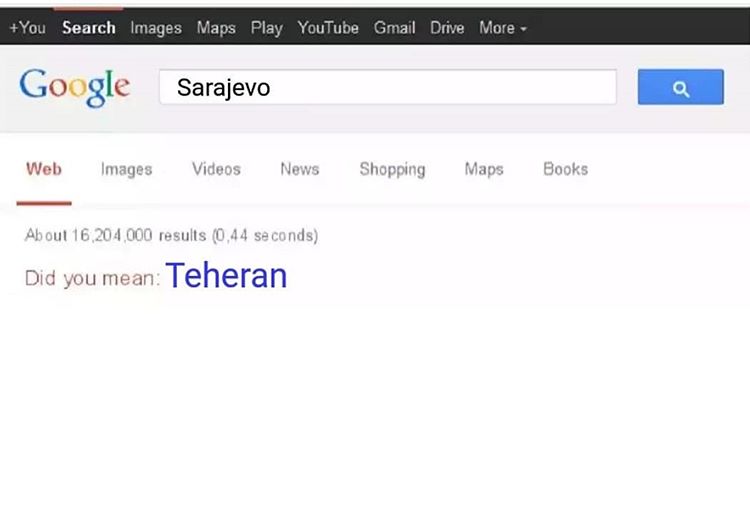 +You Search Images Maps Play YouTube Gmail Drive More
Google Sarajevo
Web Images Videos News Shopping Maps Books
About 16,204,000 results (0,44 seconds)
Did you mean: Teheran